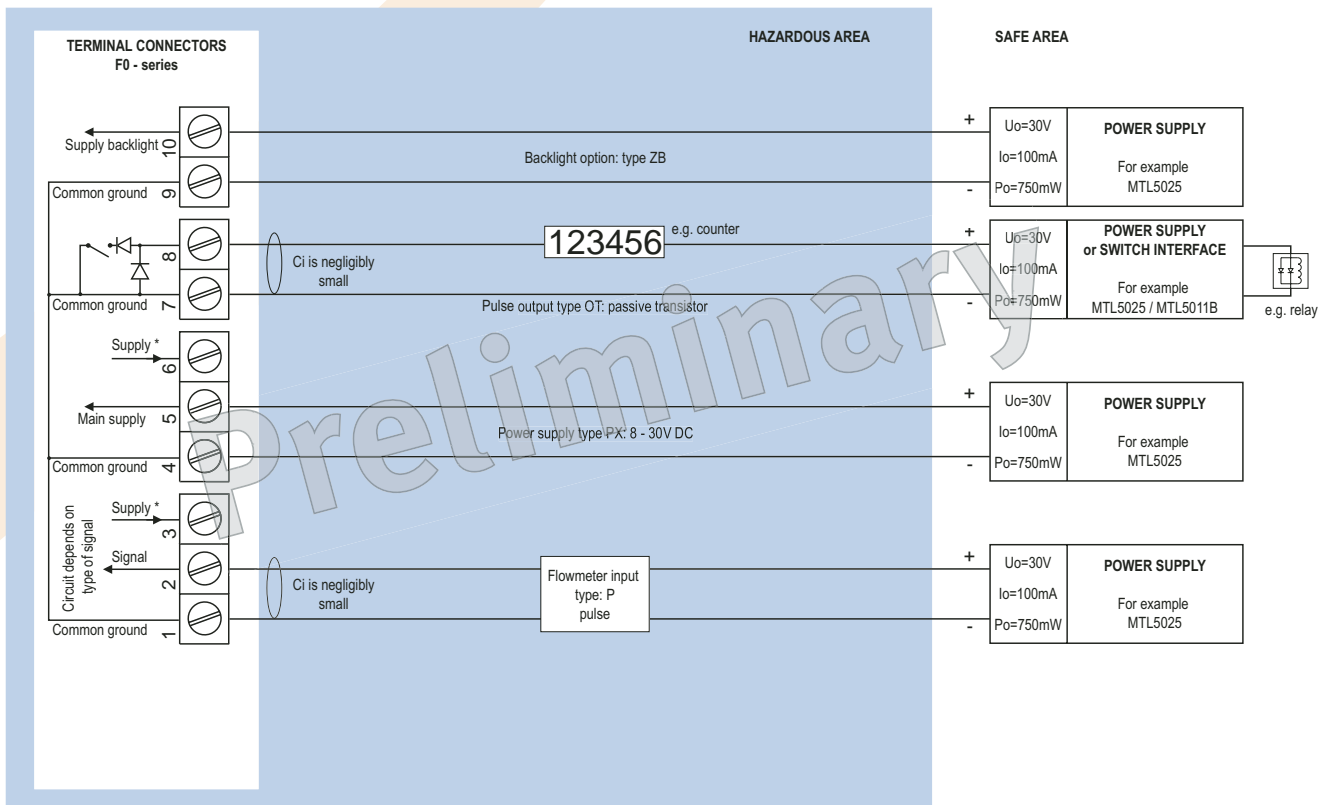 TERMINAL CONNECTORS
F0 - series
HAZARDOUS AREA
SAFE AREA
Supply backlight
10
+
Uo=30V
Io=100mA
Po=750mW
-
POWER SUPPLY
For example
MTL5025
Backlight option: type ZB
Common ground
9
8
Ci is negligibly
small
123456
e.g. counter
+
Uo=30V
Io=100mA
Po=750mW
-
POWER SUPPLY
or SWITCH INTERFACE
For example
MTL5025 / MTL5011B
e.g. relay
Common ground
7
Pulse output type OT: passive transistor
Supply *
6
Main supply
5
+
Uo=30V
Io=100mA
Po=750mW
-
POWER SUPPLY
For example
MTL5025
Power supply type PX: 8 - 30V DC
Common ground
4
Circuit depends on
type of signal
Supply *
3
Signal
2
Ci is negligibly
small
Flowmeter input
type: P
pulse
+
Uo=30V
Io=100mA
Po=750mW
-
POWER SUPPLY
For example
MTL5025
Common ground
1
Preliminary